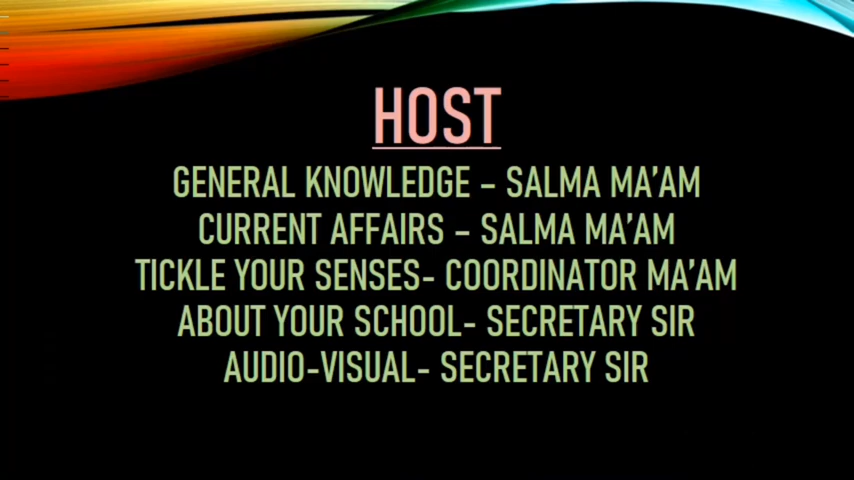 HOST
GENERAL KNOWLEDGE – SALMA MA'AM
CURRENT AFFAIRS – SALMA MA'AM
TICKLE YOUR SENSES- COORDINATOR MA'AM
ABOUT YOUR SCHOOL- SECRETARY SIR
AUDIO-VISUAL- SECRETARY SIR